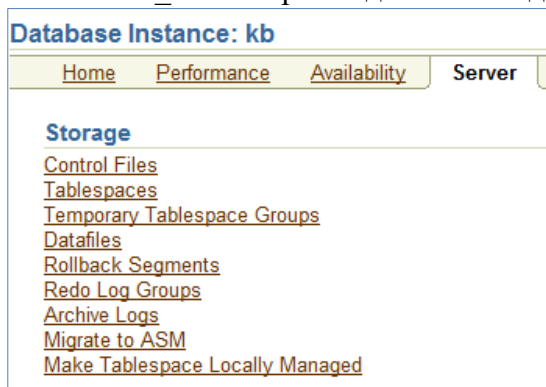 Database Instance: kb
Home Performance Availability Server
Storage
Control Files
Tablespaces
Temporary Tablespace Groups
Datafiles
Rollback Segments
Redo Log Groups
Archive Logs
Migrate to ASM
Make Tablespace Locally Managed